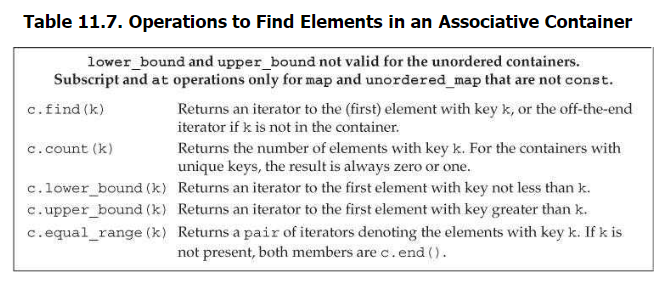 Table 11.7. Operations to Find Elements in an Associative Container
lower_bound and upper_bound not valid for the unordered containers.
Subscript and at operations only for map and unordered_map that are not const.
c.find(k) Returns an iterator to the (first) element with key k, or the off-the-end
iterator if k is not in the container.
c.count(k) Returns the number of elements with key k. For the containers with
unique keys, the result is always zero or one.
c.lower_bound(k) Returns an iterator to the first element with key not less than k.
c.upper_bound(k) Returns an iterator to the first element with key greater than k.
c.equal_range(k) Returns a pair of iterators denoting the elements with key k. If k is
not present, both members are c.end().